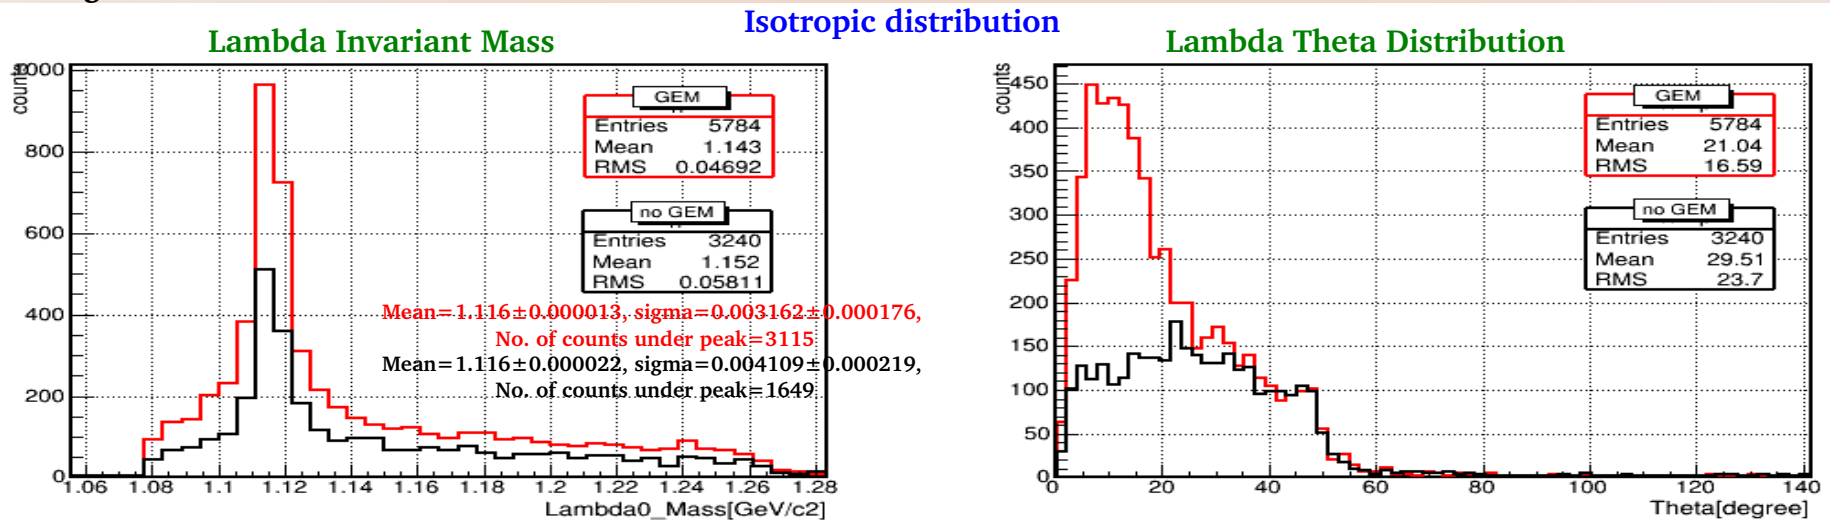 Isotropic distribution
Lambda Invariant Mass
counts
1000
800
600
400
200
0
1.06 1.08 1.1 1.12 1.14 1.16 1.18 1.2 1.22 1.24 1.26 1.28
Lambda0_Mass[GeV/c2]
GEM
Entries 5784
Mean 1.143
RMS 0.04692
no GEM
Entries 3240
Mean 1.152
RMS 0.05811
Mean=1.116±0.000013, sigma=0.003162±0.000176,
No. of counts under peak=3115
Mean=1.116±0.000022, sigma=0.004109±0.000219,
No. of counts under peak=1649
Lambda Theta Distribution
counts
450
400
350
300
250
200
150
100
50
0
0 20 40 60 80 100 120 140
Theta[degree]
GEM
Entries 5784
Mean 21.04
RMS 16.59
no GEM
Entries 3240
Mean 29.51
RMS 23.7